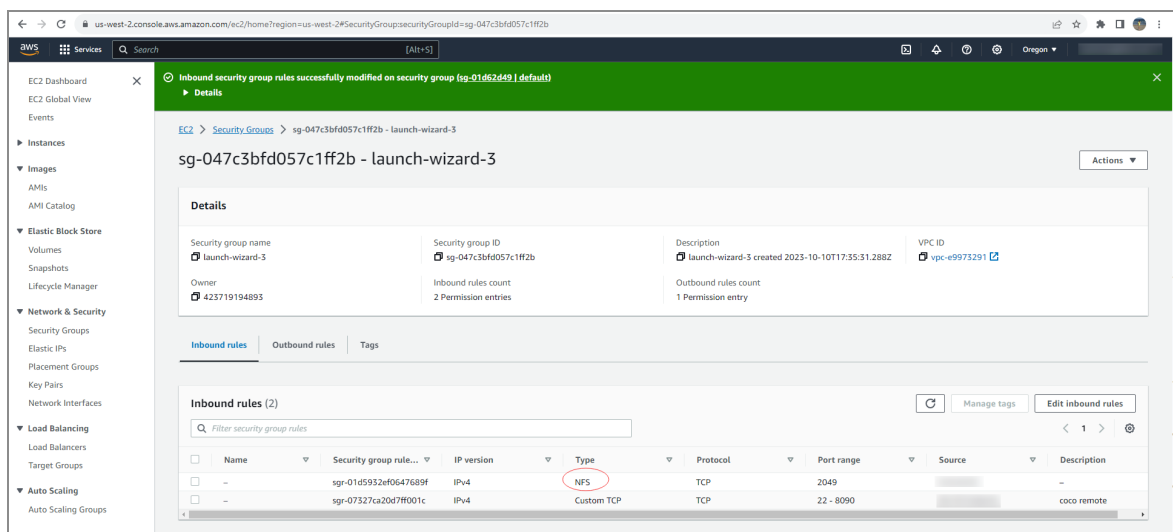 us-west-2.console.aws.amazon.com/ec2/home?region=us-west-2#SecurityGroup:securityGroupId=sg-047c3bfd057c1ff2b
aws Services Search [Alt+S] Oregon
EC2 Dashboard
EC2 Global View
Events
Instances
Images
AMIs
AMI Catalog
Elastic Block Store
Volumes
Snapshots
Lifecycle Manager
Network & Security
Security Groups
Elastic IPs
Placement Groups
Key Pairs
Network Interfaces
Load Balancing
Load Balancers
Target Groups
Auto Scaling
Auto Scaling Groups
Inbound security group rules successfully modified on security group (sg-01d62d49 | default)
Details
EC2 > Security Groups > sg-047c3bfd057c1ff2b - launch-wizard-3
sg-047c3bfd057c1ff2b - launch-wizard-3
Actions
Details
Security group name
launch-wizard-3
Security group ID
sg-047c3bfd057c1ff2b
Description
launch-wizard-3 created 2023-10-10T17:35:31.288Z
VPC ID
vpc-e9973291
Owner
423719194893
Inbound rules count
2 Permission entries
Outbound rules count
1 Permission entry
Inbound rules Outbound rules Tags
Inbound rules (2)
Manage tags Edit inbound rules
Filter security group rules
< 1 >
Name Security group rule... IP version Type Protocol Port range Source Description
– sgr-01d5932ef0647689f IPv4 NFS TCP 2049 –
– sgr-07327ca20d7ff001c IPv4 Custom TCP TCP 22 - 8090 coco remote